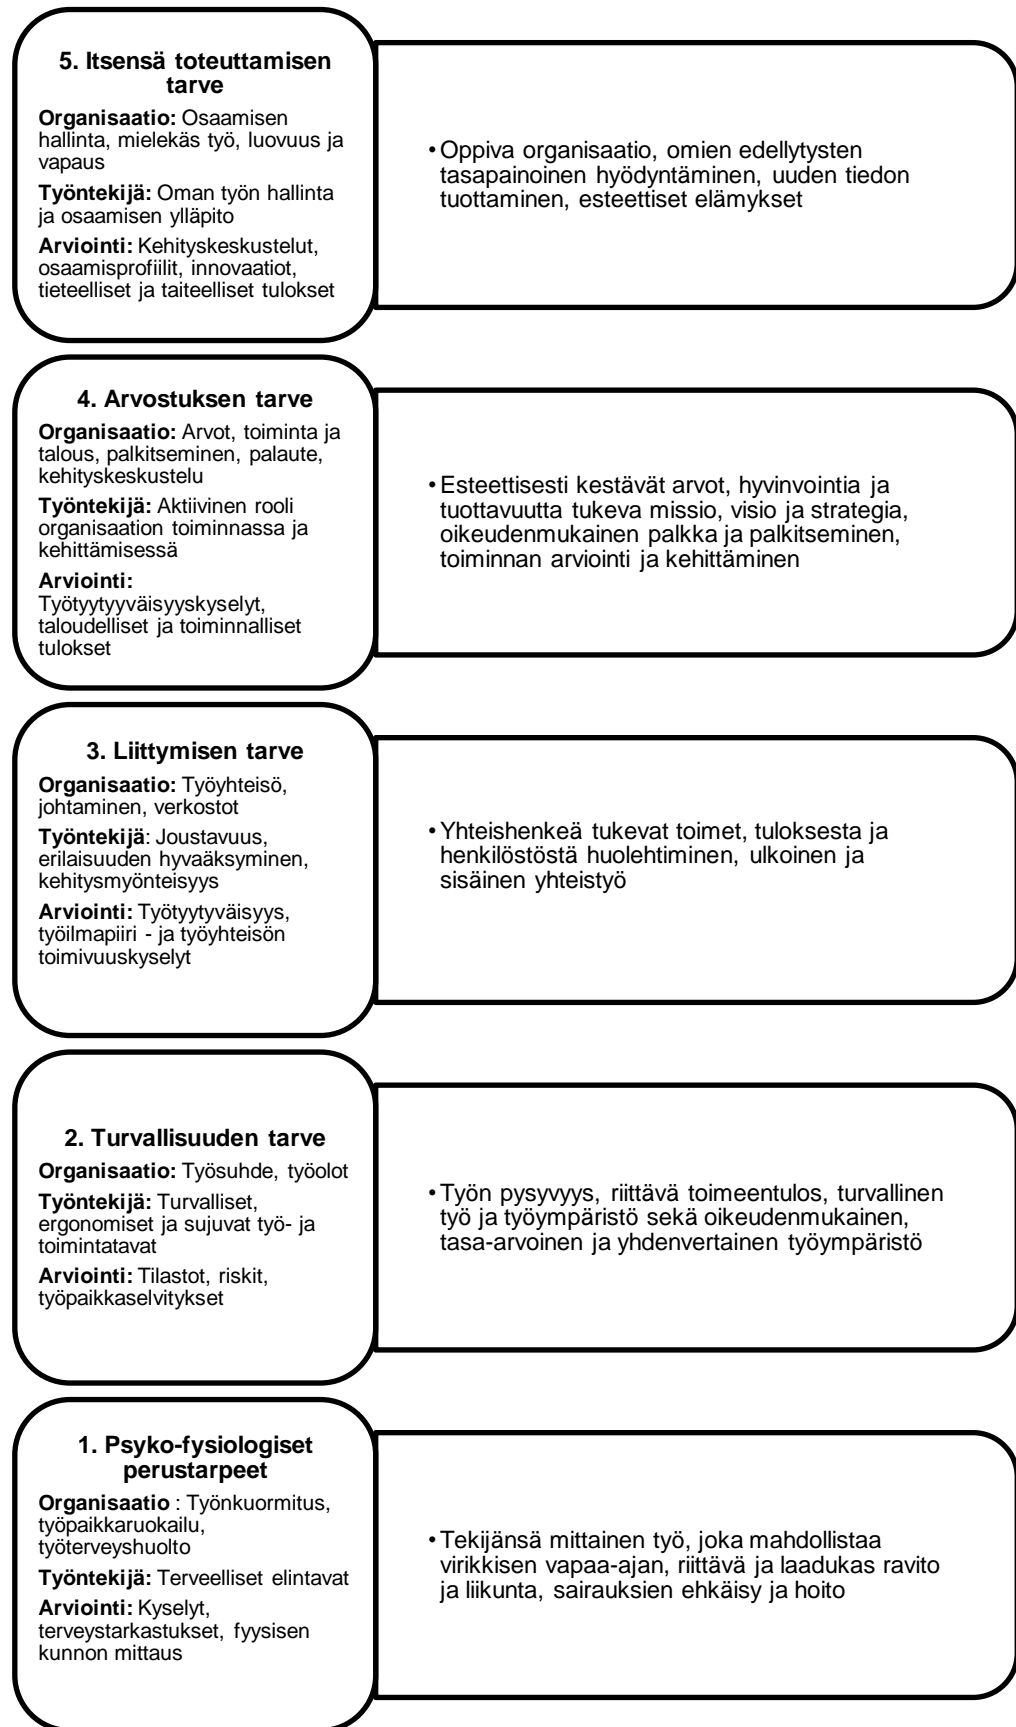 5. Itsensä toteuttamisen
tarve
Organisaatio: Osaamisen
hallinta, mielekäs työ, luovuus ja
vapaus
Työntekijä: Oman työn hallinta
ja osaamisen ylläpito
Arviointi: Kehityskeskustelut,
osaamisprofiilit, innovaatiot,
tieteelliset ja taiteelliset tulokset
• Oppiva organisaatio, omien edellytysten
tasapainoinen hyödyntäminen, uuden tiedon
tuottaminen, esteettiset elämykset
4. Arvostuksen tarve
Organisaatio: Arvot, toiminta ja
talous, palkitseminen, palaute,
kehityskeskustelu
Työntekijä: Aktiivinen rooli
organisaation toiminnassa ja
kehittämisessä
Arviointi:
Työtyytyyväisyyskyselyt,
taloudelliset ja toiminnalliset
tulokset
• Esteettisesti kestävät arvot, hyvinvointia ja
tuottavuutta tukeva missio, visio ja strategia,
oikeudenmukainen palkka ja palkitseminen,
toiminnan arviointi ja kehittäminen
3. Liittymisen tarve
Organisaatio: Työyhteisö,
johtaminen, verkostot
Työntekijä: Joustavuus,
erilaisuuden hyvaäksyminen,
kehitysmyönteisyys
Arviointi: Työtyytyväisyys,
työilmapiiri - ja työyhteisön
toimivuuskyselyt
• Yhteishenkeä tukevat toimet, tuloksesta ja
henkilöstöstä huolehtiminen, ulkoinen ja
sisäinen yhteistyö
2. Turvallisuuden tarve
Organisaatio: Työsuhde, työolot
Työntekijä: Turvalliset,
ergonomiset ja sujuvat työ- ja
toimintatavat
Arviointi: Tilastot, riskit,
työpaikkaselvitykset
• Työn pysyvyys, riittävä toimeentulos, turvallinen
työ ja työympäristö sekä oikeudenmukainen,
tasa-arvoinen ja yhdenvertainen työympäristö
1. Psyko-fysiologiset
perustarpeet
Organisaatio : Työnkuormitus,
työpaikkaruokailu,
työterveyshuolto
Työntekijä: Terveelliset elintavat
Arviointi: Kyselyt,
terveystarkastukset, fyysisen
kunnon mittaus
• Tekijänsä mittainen työ, joka mahdollistaa
virikkisen vapaa-ajan, riittävä ja laadukas ravito
ja liikunta, sairauksien ehkäisy ja hoito